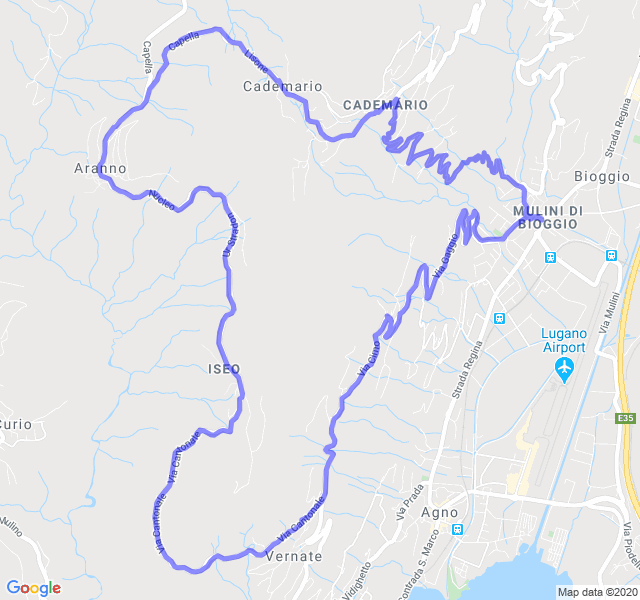 Capella
Capella
Lisone
Cademario
CADEMARIO
Strada Regina
Aranno
Nucleo
Bioggio
MULINI DI
BIOGGIO
Ur Stradon
Via Gaggio
Via Mulini
Lugano
Airport
Strada Regina
Via Cimo
ISEO
E35
Curio
Via Cantonale
Via Cantonale
Via Cantonale
Via Prada
Agno
Mulino
Vernate
Contrada S. Marco
Vidighetto
Via Piodella
Google
Map data ©2020